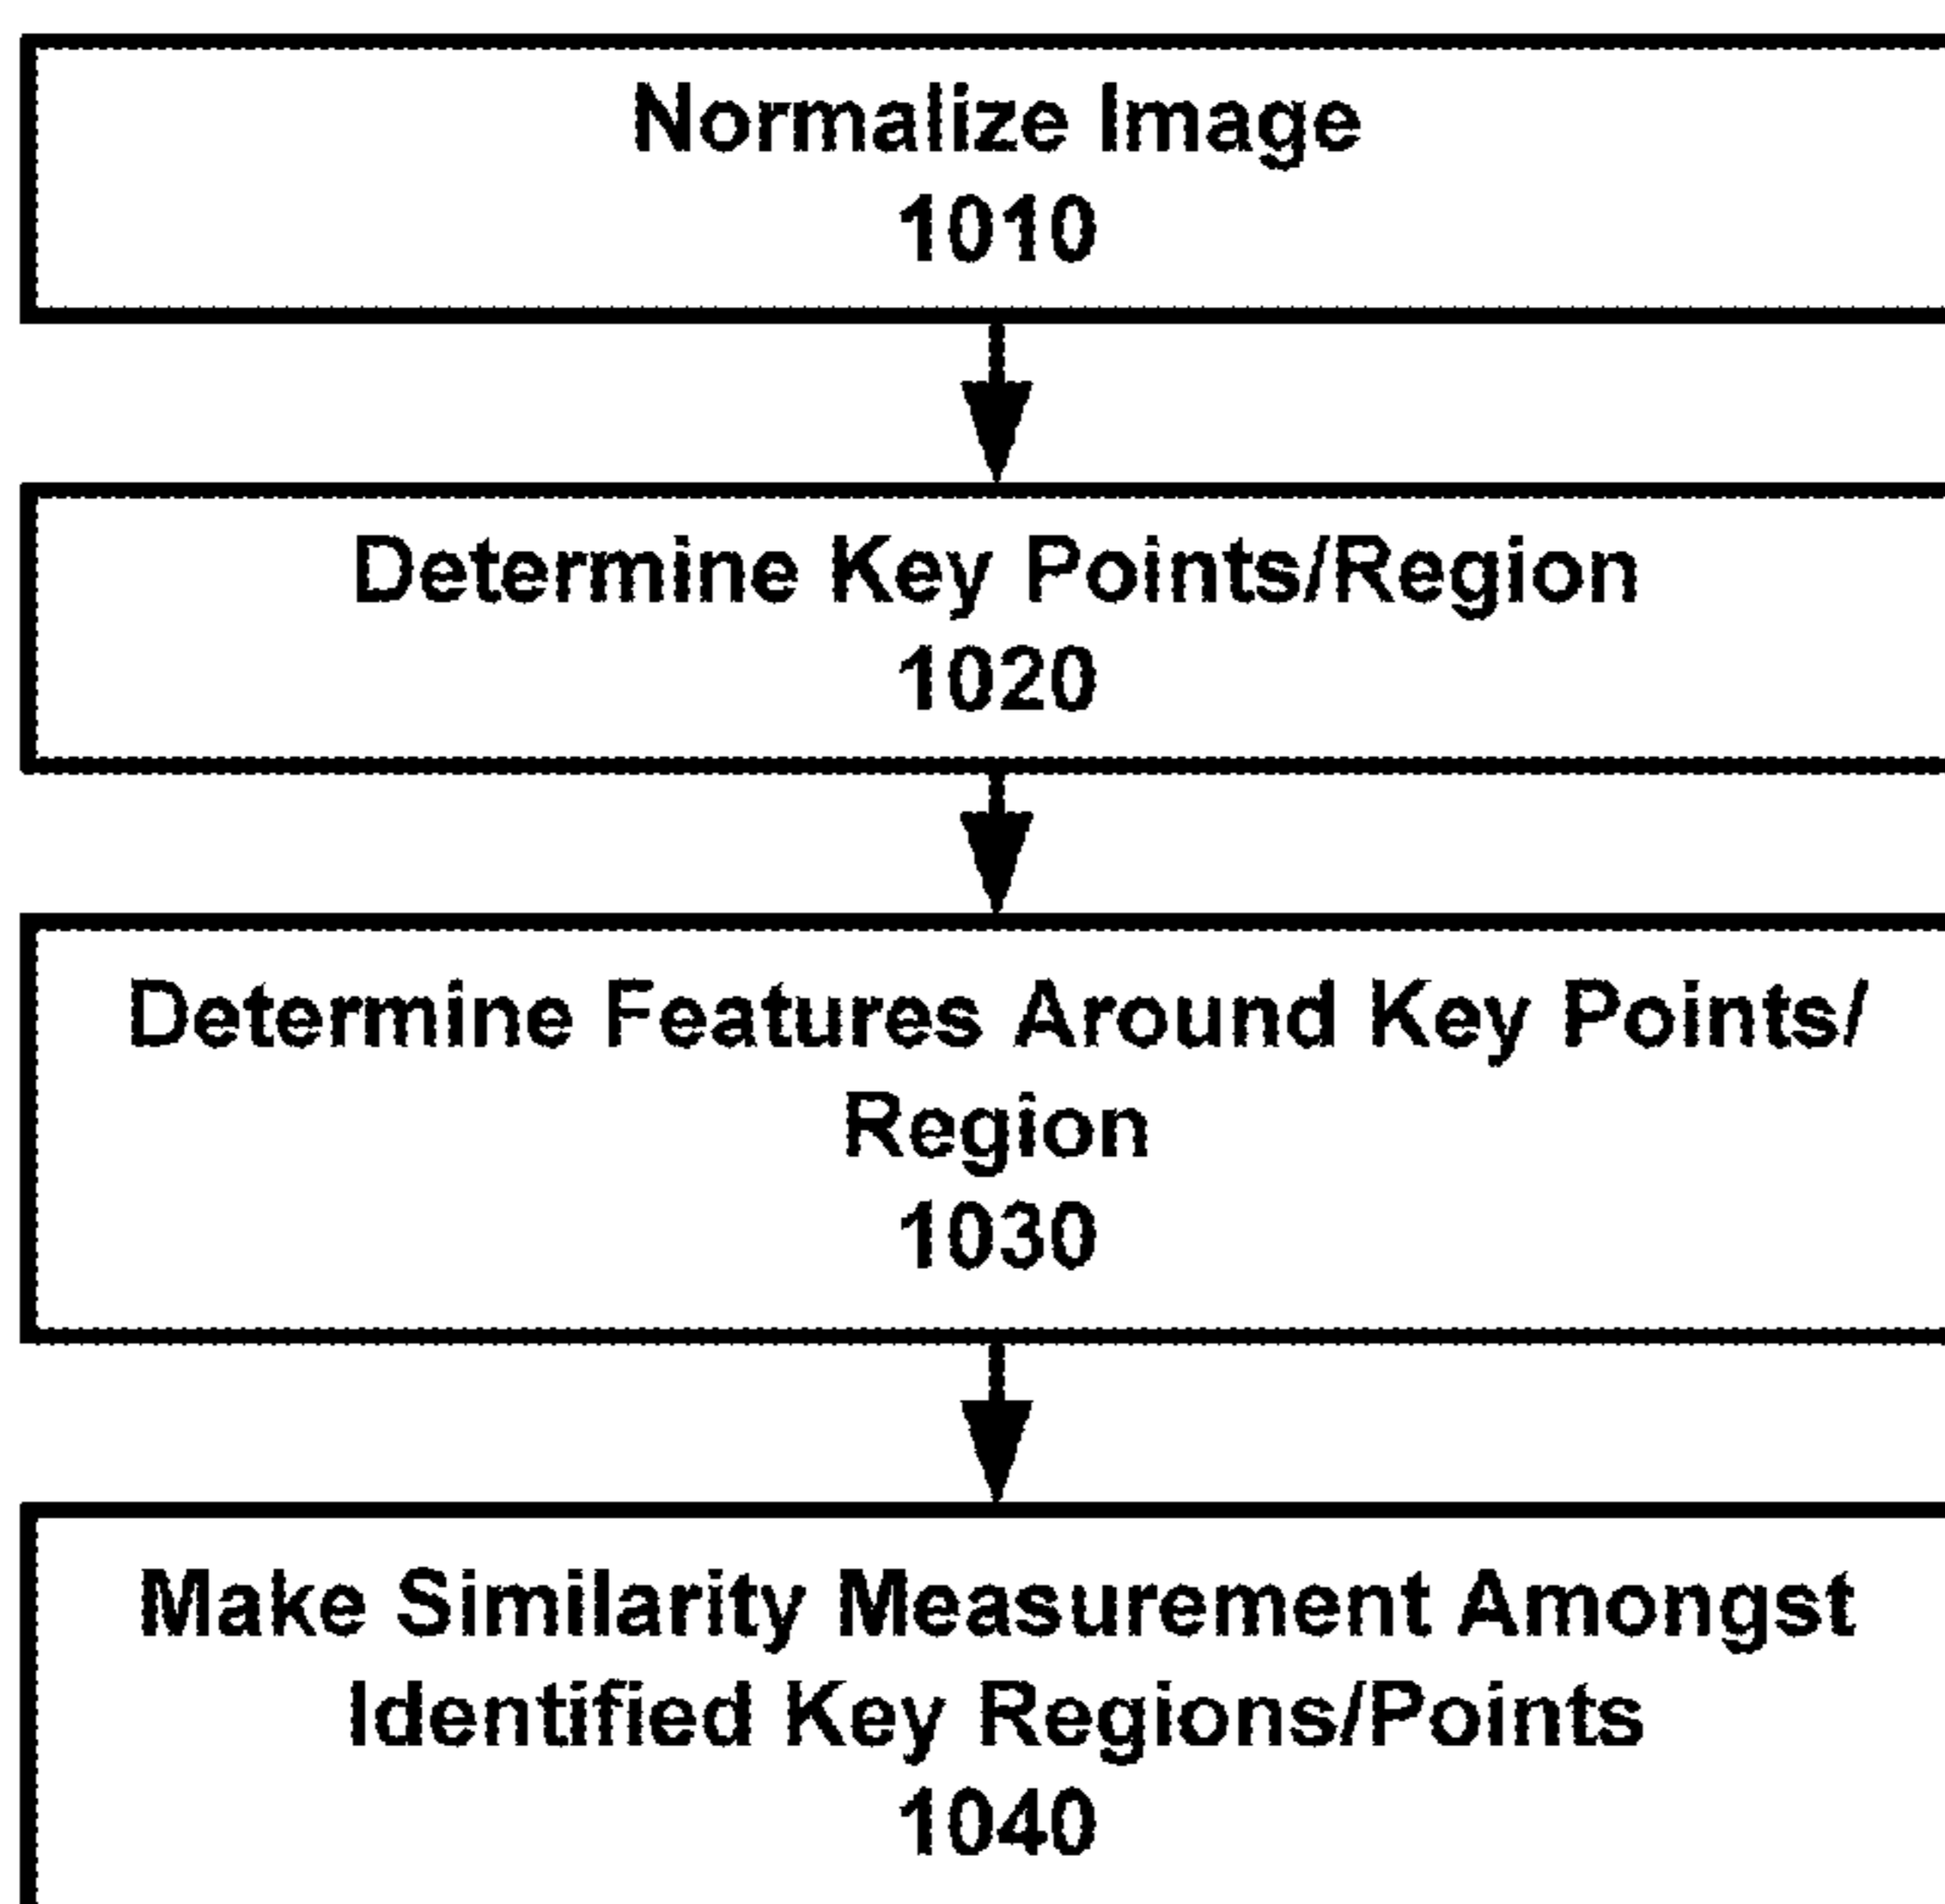 Normalize Image
1010
Determine Key Points/Region
1020
Determine Features Around Key Points/
Region
1030
Make Similarity Measurement Amongst
Identified Key Regions/Points
1040